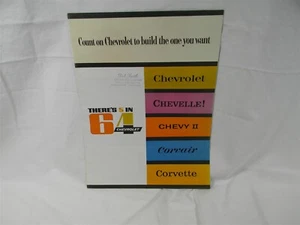 Count on Chevrolet to build the one you want
Chevrolet
CHEVELLE!
THERE'S 5 IN
64
CHEVROLET
CHEVY II
Corvair
Corvette